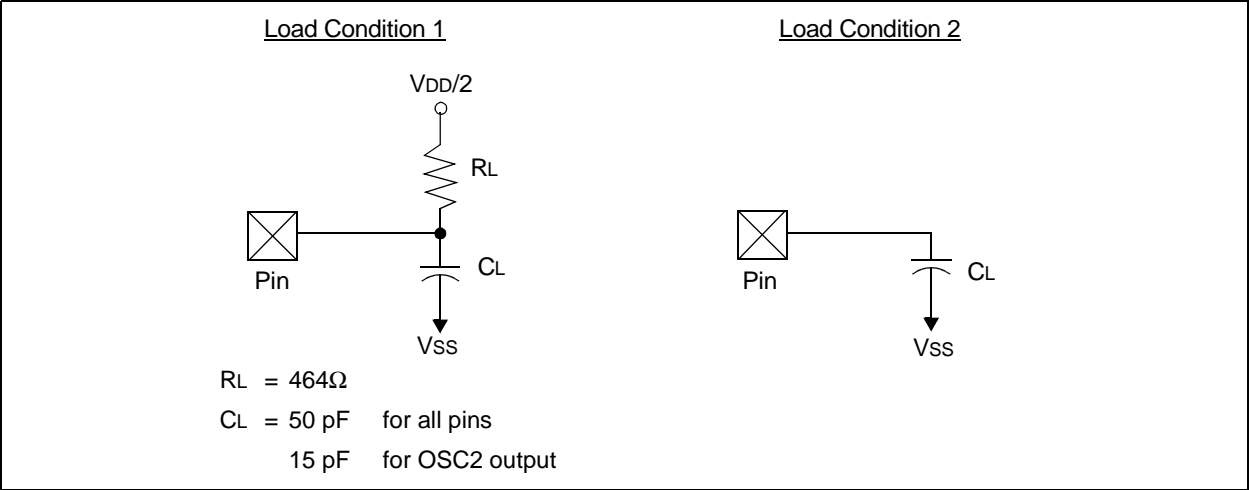 Load Condition 1
Load Condition 2
VDD/2
RL
CL
Pin
VSS
CL
Pin
VSS
RL = 464Ω
CL = 50 pF for all pins
15 pF for OSC2 output